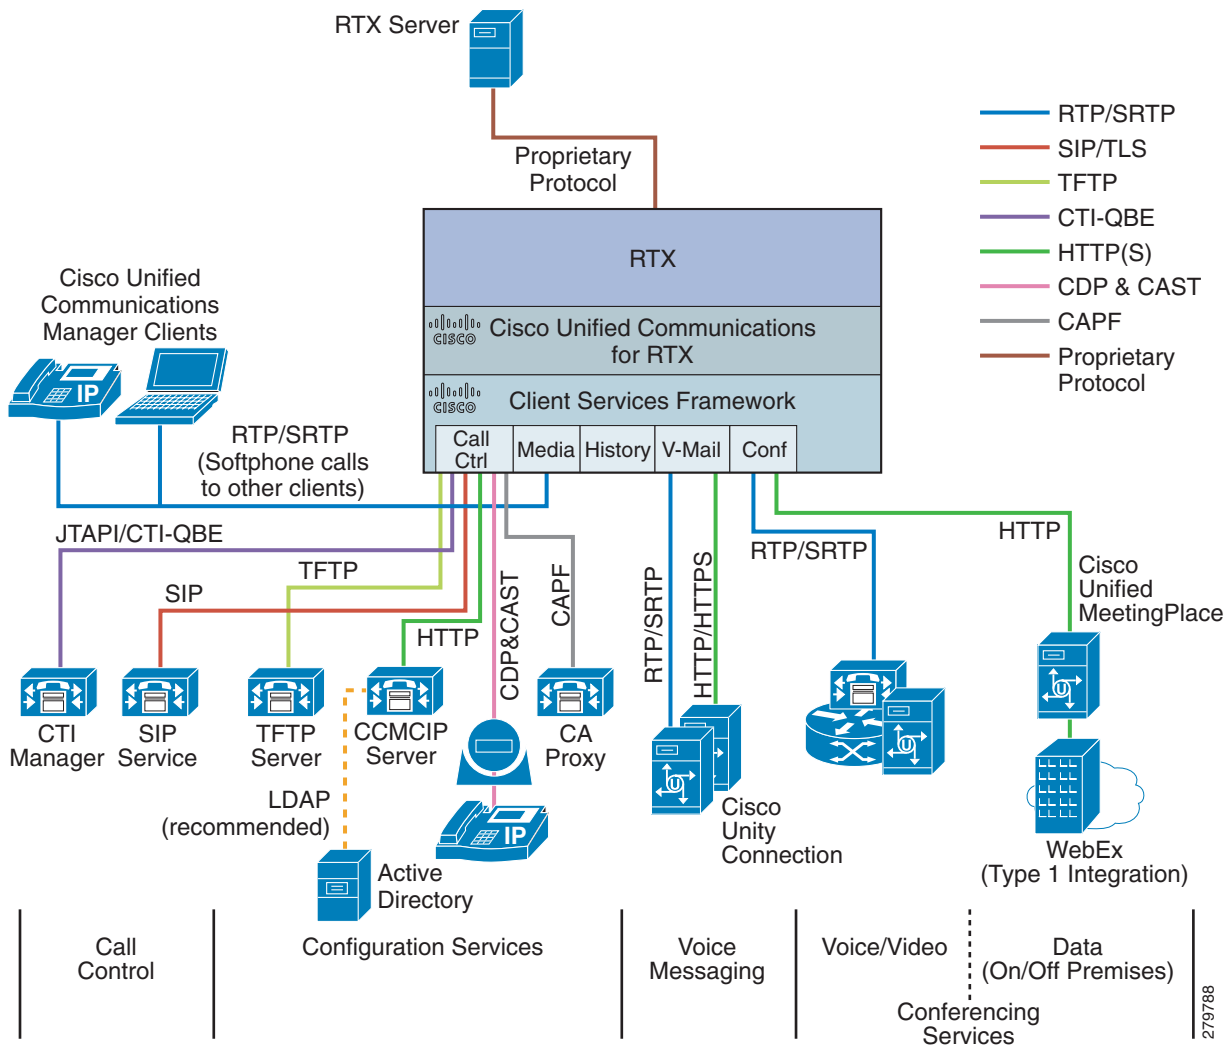 RTX Server
Proprietary
Protocol
RTP/SRTP
SIP/TLS
TFTP
CTI-QBE
HTTP(S)
CDP & CAST
CAPF
Proprietary
Protocol
RTX
CISCO
Cisco Unified Communications
for RTX
CISCO
Client Services Framework
Call
Ctrl
Media
History
V-Mail
Conf
Cisco Unified
Communications
Manager Clients
IP
RTP/SRTP
(Softphone calls
to other clients)
JTAPI/CTI-QBE
TFTP
SIP
HTTP
CDP&CAST
CAPF
RTP/SRTP
HTTP/HTTPS
RTP/SRTP
HTTP
Cisco
Unified
MeetingPlace
U
CTI
Manager
SIP
Service
TFTP
Server
CCMCIP
Server
CA
Proxy
U
U
LDAP
(recommended)
IP
Cisco
Unity
Connection
Active
Directory
WebEx
(Type 1 Integration)
Call
Control
Configuration Services
Voice
Messaging
Voice/Video
Data
(On/Off Premises)
Conferencing
Services
279788